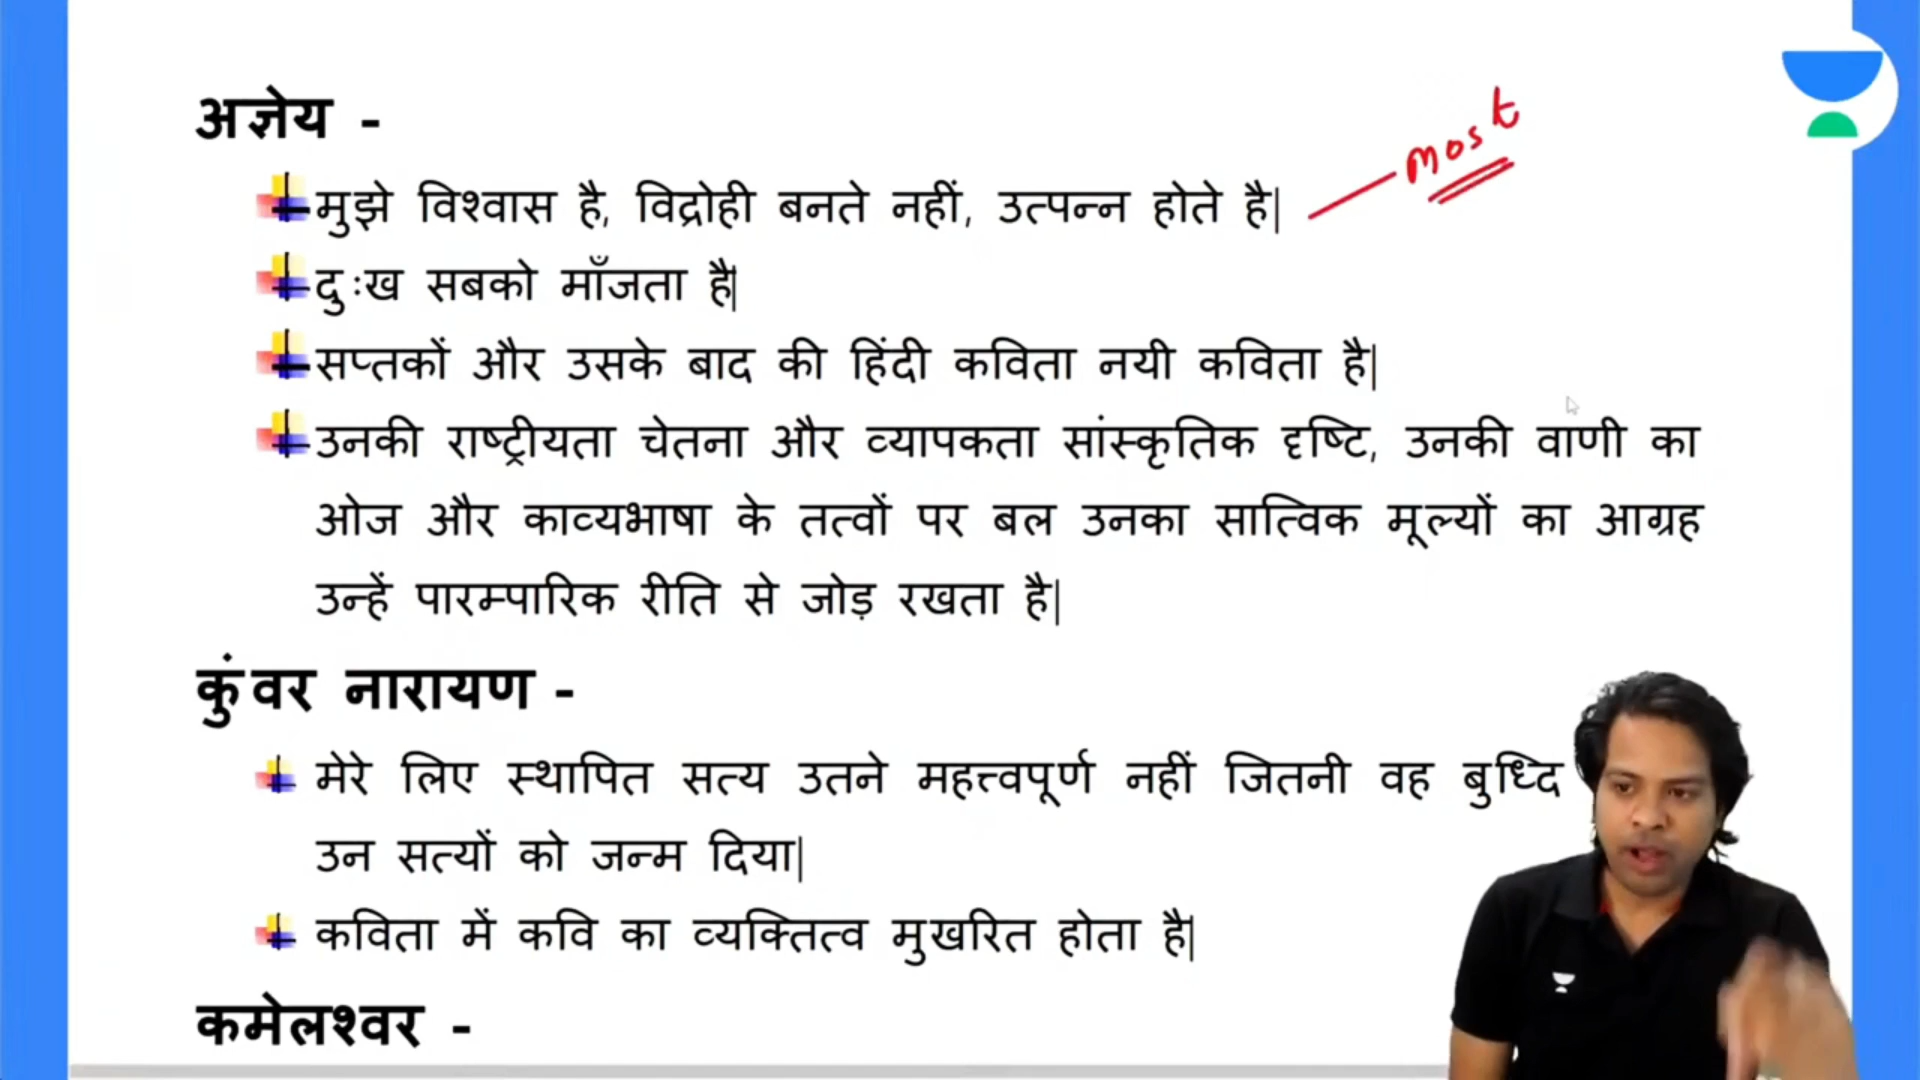 अज्ञेय -
most
मुझे विश्वास है, विद्रोही बनते नहीं, उत्पन्न होते है|
दुःख सबको माँजता है|
सप्तकों और उसके बाद की हिंदी कविता नयी कविता है|
उनकी राष्ट्रीयता चेतना और व्यापकता सांस्कृतिक दृष्टि, उनकी वाणी का
ओज और काव्यभाषा के तत्वों पर बल उनका सात्विक मूल्यों का आग्रह
उन्हें पारम्पारिक रीति से जोड़ रखता है|
कुंवर नारायण -
मेरे लिए स्थापित सत्य उतने महत्त्वपूर्ण नहीं जितनी वह बुध्दि
उन सत्यों को जन्म दिया|
कविता में कवि का व्यक्तित्व मुखरित होता है|
कमेलश्वर -